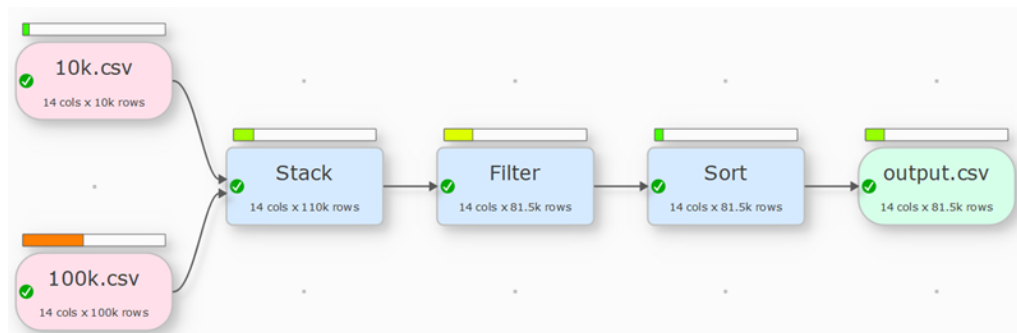 10k.csv
14 cols x 10k rows
Stack
14 cols x 110k rows
Filter
14 cols x 81.5k rows
Sort
14 cols x 81.5k rows
output.csv
14 cols x 81.5k rows
100k.csv
14 cols x 100k rows